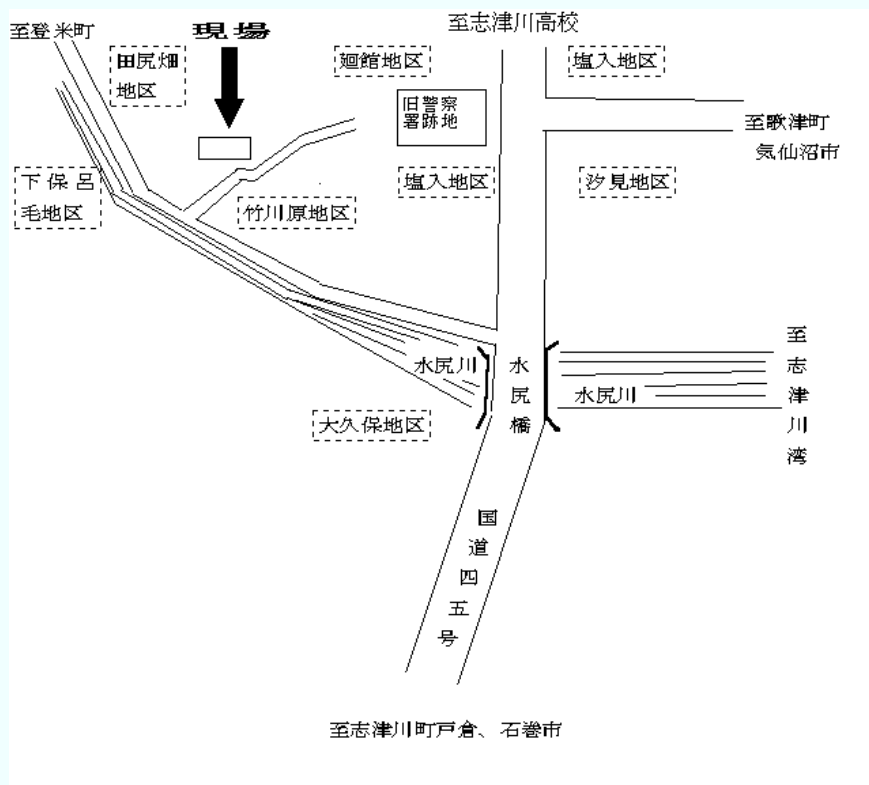 至志津川高校
至登米町
現場
田尻畑
地区
廻館地区
塩入地区
旧警察
署跡地
至歌津町
気仙沼市
下保呂
毛地区
竹川原地区
塩入地区
汐見地区
水尻川
水尻橋
水尻川
至志津川湾
大久保地区
国道四五号
至志津川町戸倉、石巻市